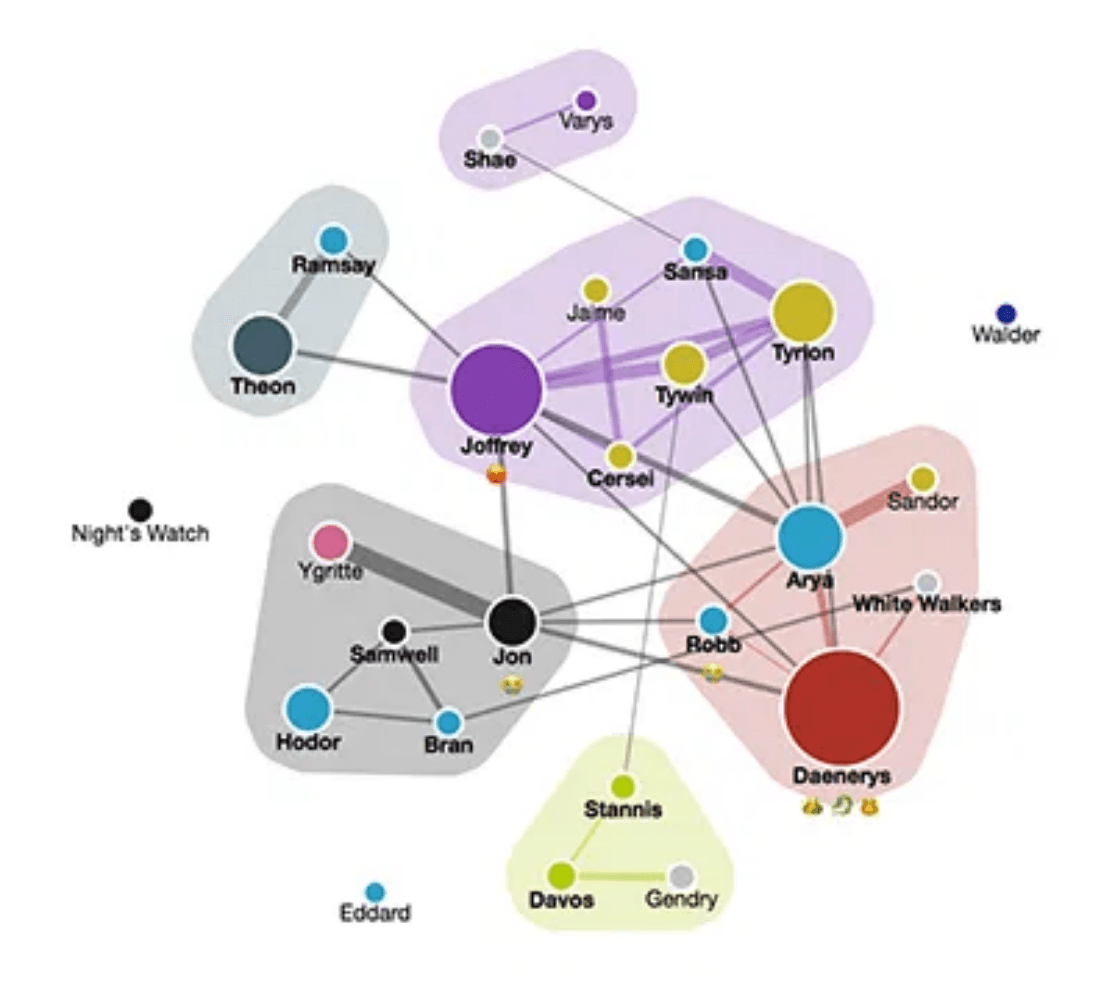 Varys
Shae
Ramsay
Sansa
Jaime
Walder
Tyrion
Theon
Tywin
Joffrey
Cersei
Sandor
Night's Watch
Ygritte
Arya
White Walkers
Robb
Samwell
Jon
Hodor
Bran
Daenerys
Stannis
Davos
Gendry
Eddard